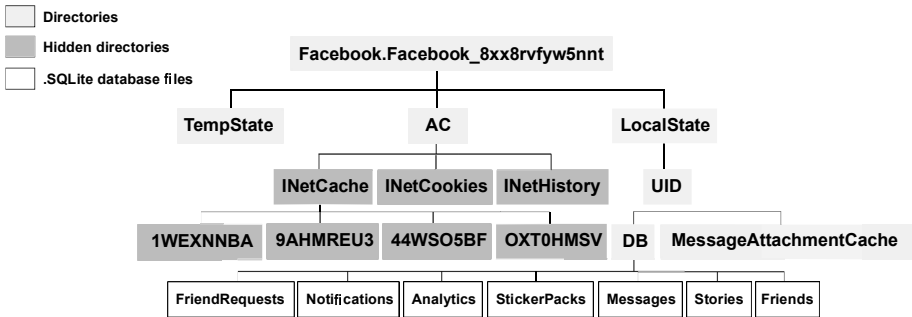 Directories
Hidden directories
.SQLite database files
Facebook.Facebook_8xx8rvfyw5nnt
TempState AC LocalState
INetCache INetCookies INetHistory UID
1WEXNNBA 9AHMREU3 44WSO5BF OXT0HMSV DB MessageAttachmentCache
FriendRequests Notifications Analytics StickerPacks Messages Stories Friends